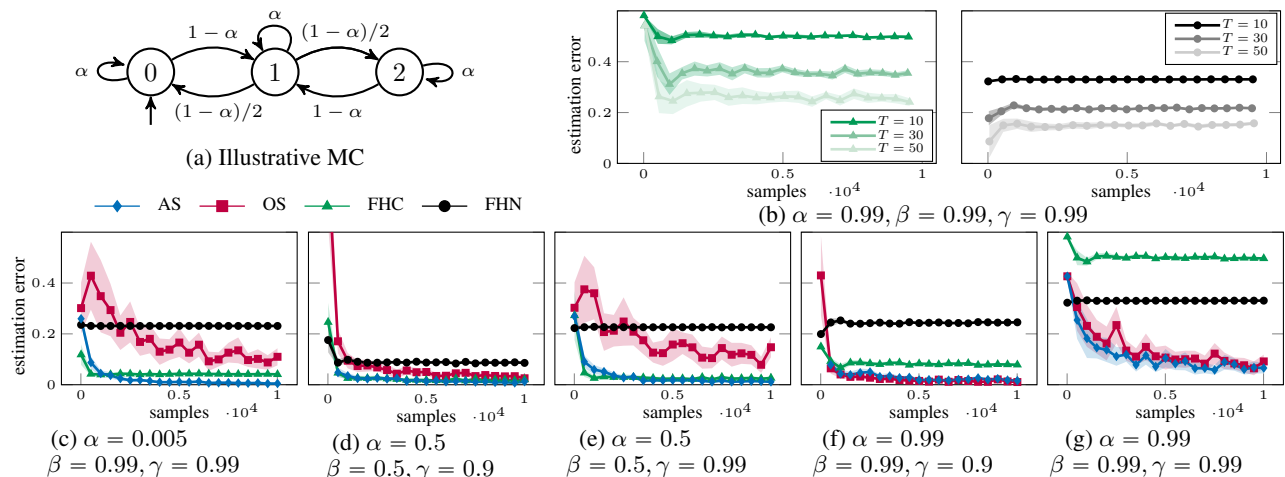 α
1 − α
α
(1 − α)/2
α
0
1
2
(1 − α)/2
1 − α
(a) Illustrative MC
estimation error
0.4
0.2
0
T = 10
T = 30
T = 50
0
0.5
1
samples
·10⁴
T = 10
T = 30
T = 50
0
0.5
1
samples
·10⁴
(b) α = 0.99, β = 0.99, γ = 0.99
AS
OS
FHC
FHN
estimation error
0.4
0.2
0
0
0.5
1
samples
·10⁴
(c) α = 0.005
β = 0.99, γ = 0.99
0
0.5
1
samples
·10⁴
(d) α = 0.5
β = 0.5, γ = 0.9
0
0.5
1
samples
·10⁴
(e) α = 0.5
β = 0.5, γ = 0.99
0
0.5
1
samples
·10⁴
(f) α = 0.99
β = 0.99, γ = 0.9
0
0.5
1
samples
·10⁴
(g) α = 0.99
β = 0.99, γ = 0.99